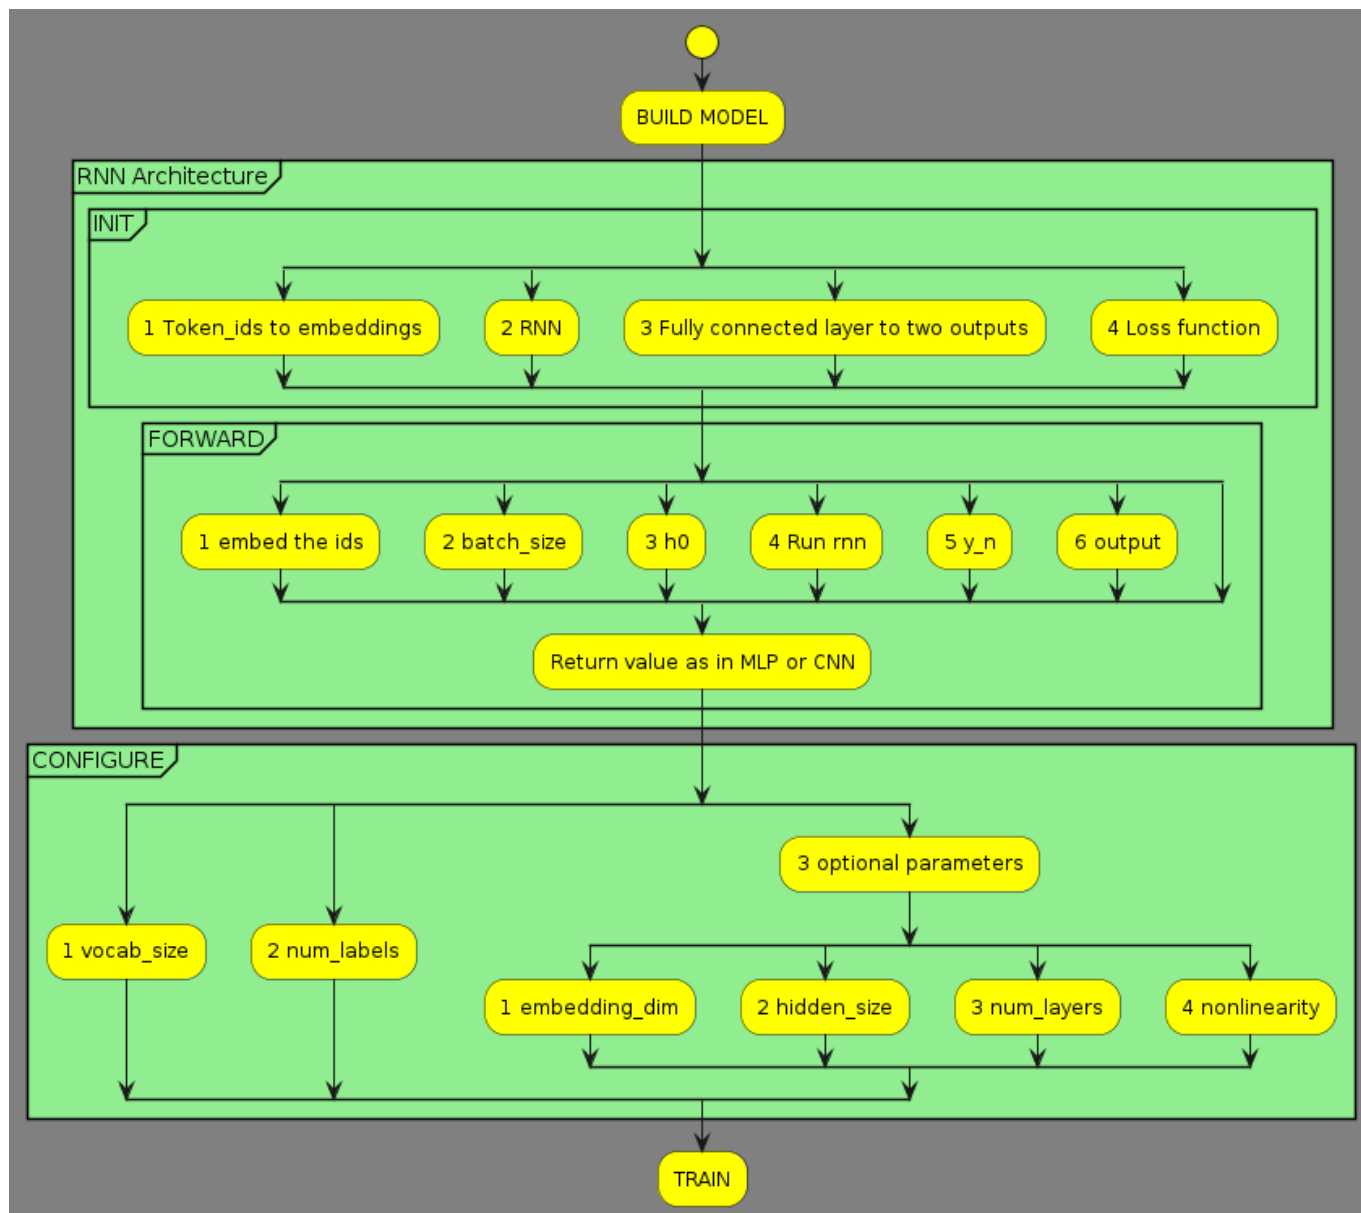 BUILD MODEL
RNN Architecture
INIT
1 Token_ids to embeddings
2 RNN
3 Fully connected layer to two outputs
4 Loss function
FORWARD
1 embed the ids
2 batch_size
3 h0
4 Run rnn
5 y_n
6 output
Return value as in MLP or CNN
CONFIGURE
3 optional parameters
1 vocab_size
2 num_labels
1 embedding_dim
2 hidden_size
3 num_layers
4 nonlinearity
TRAIN